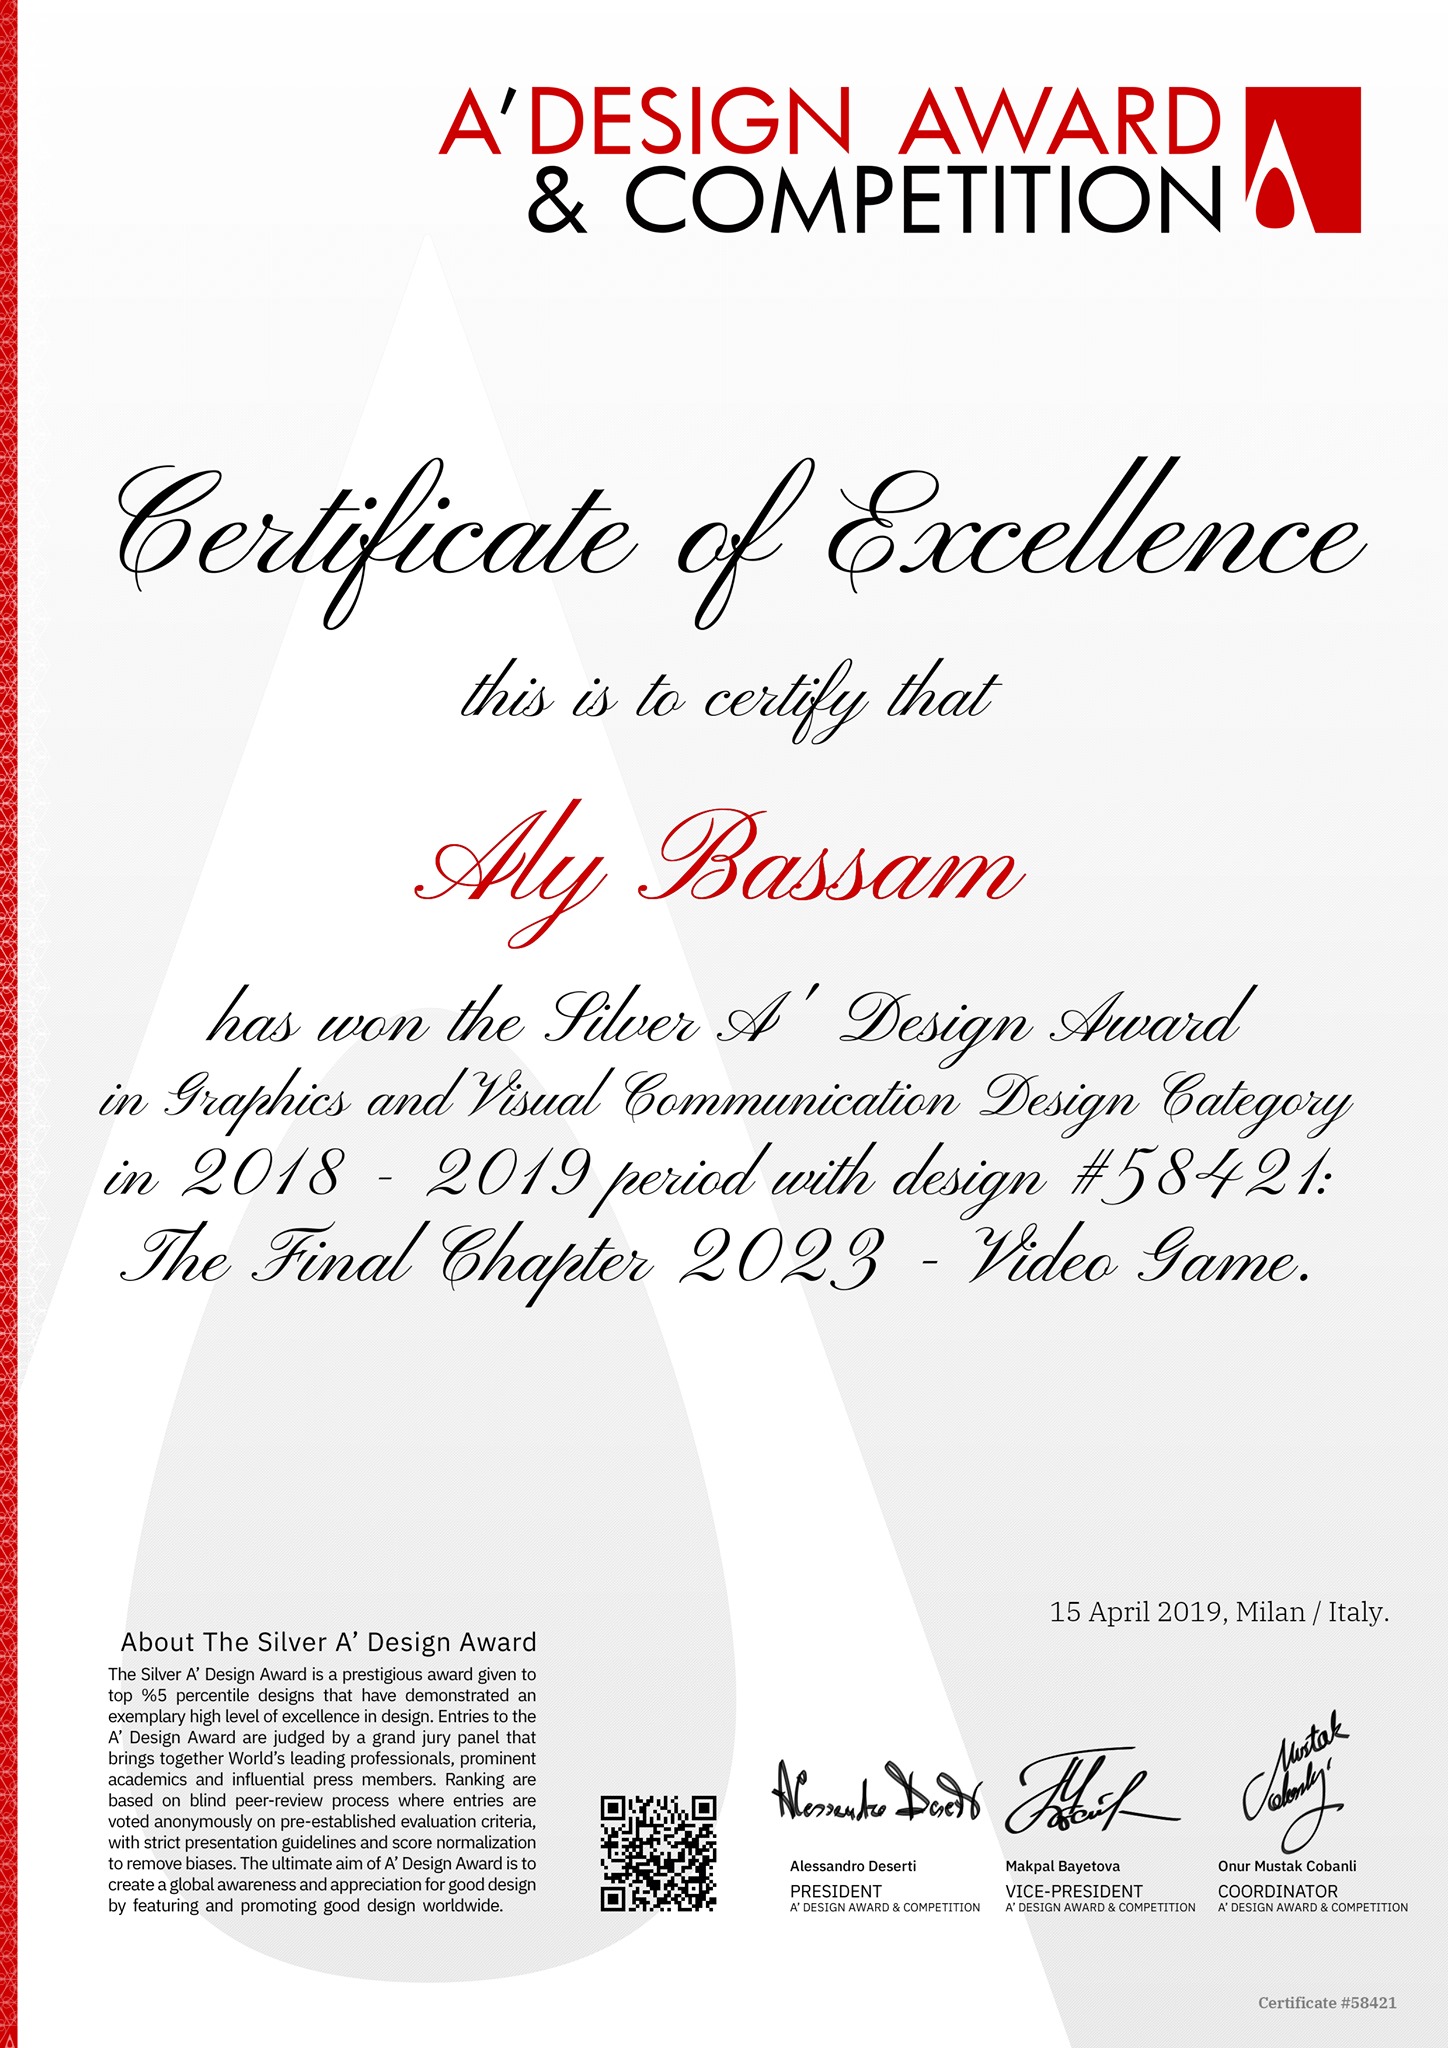 A' DESIGN AWARD
& COMPETITION
Certificate of Excellence
this is to certify that
Aly Bassam
has won the Silver A' Design Award
in Graphics and Visual Communication Design Category
in 2018 - 2019 period with design #58421:
The Final Chapter 2023 - Video Game.
15 April 2019, Milan / Italy.
About The Silver A’ Design Award
The Silver A’ Design Award is a prestigious award given to
top %5 percentile designs that have demonstrated an
exemplary high level of excellence in design. Entries to the
A’ Design Award are judged by a grand jury panel that
brings together World’s leading professionals, prominent
academics and influential press members. Ranking are
based on blind peer-review process where entries are
voted anonymously on pre-established evaluation criteria,
with strict presentation guidelines and score normalization
to remove biases. The ultimate aim of A’ Design Award is to
create a global awareness and appreciation for good design
by featuring and promoting good design worldwide.
Alessandro Deserti
Alessandro Deserti
PRESIDENT
A’ DESIGN AWARD & COMPETITION
Makpal Bayetova
VICE-PRESIDENT
A’ DESIGN AWARD & COMPETITION
Mustak
Onur Mustak Cobanli
COORDINATOR
A’ DESIGN AWARD & COMPETITION
Certificate #58421